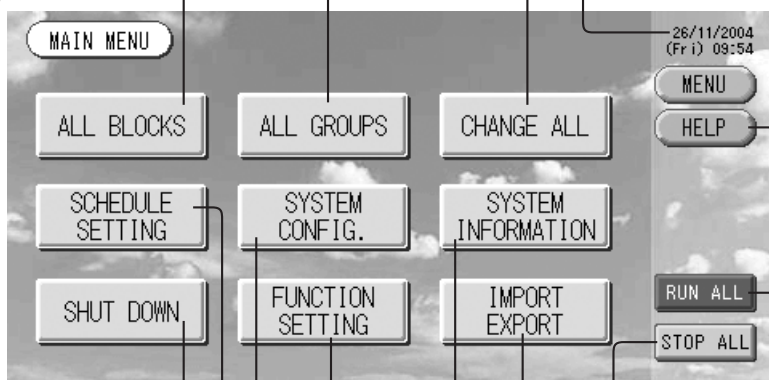 MAIN MENU
26/11/2004
(Fri) 09:54
MENU
HELP
ALL BLOCKS
ALL GROUPS
CHANGE ALL
SCHEDULE
SETTING
SYSTEM
CONFIG.
SYSTEM
INFORMATION
SHUT DOWN
FUNCTION
SETTING
IMPORT
EXPORT
RUN ALL
STOP ALL